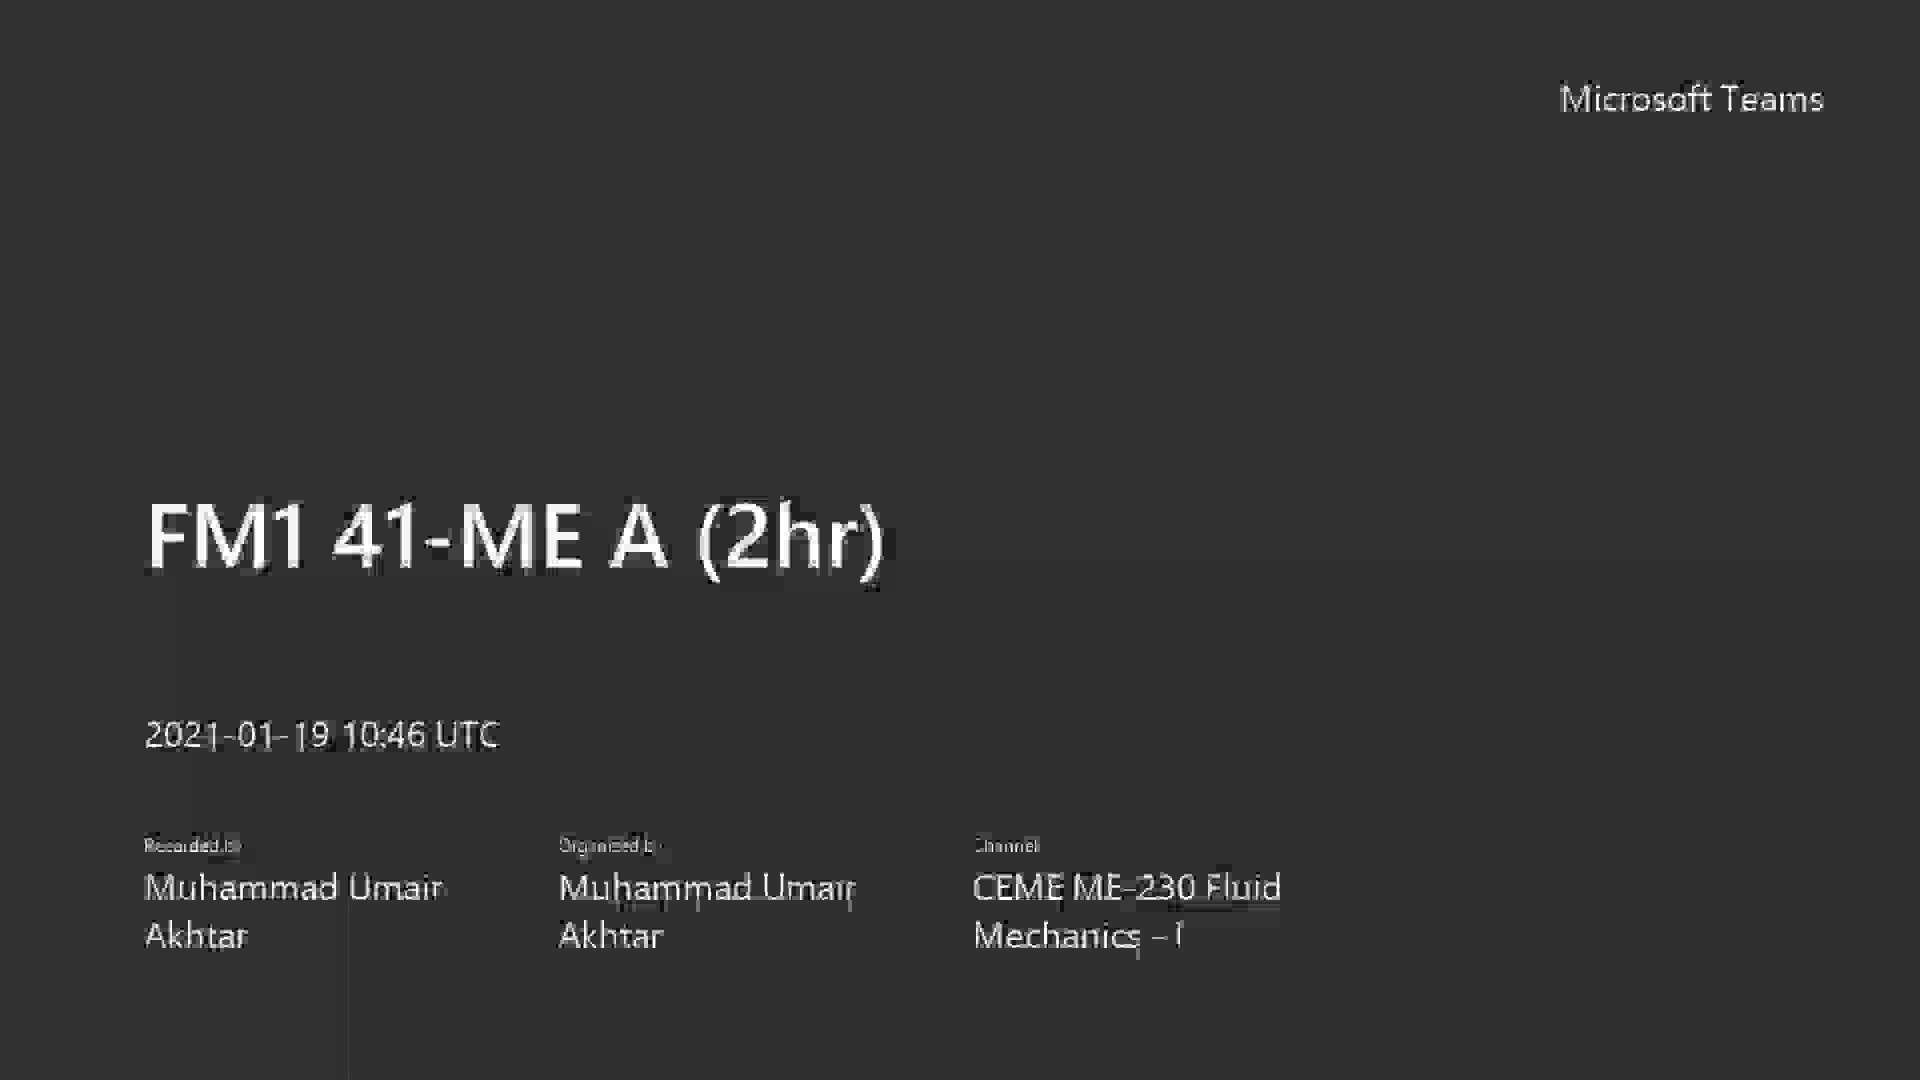 Microsoft Teams
FM1 41-ME A (2hr)
2021-01-19 10:46 UTC
Recorded by
Organized by
Channel
Muhammad Umair
Muhammad Umair
CEME ME-230 Fluid
Akhtar
Akhtar
Mechanics - I